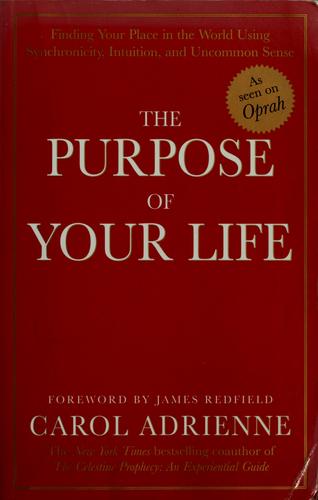 Finding Your Place in the World Using
Synchronicity, Intuition, and Uncommon Sense
As
seen on
Oprah
THE
PURPOSE
OF
YOUR LIFE
FOREWORD BY JAMES REDFIELD
CAROL ADRIENNE
The New York Times bestselling coauthor of
The Celestine Prophecy: An Experiential Guide